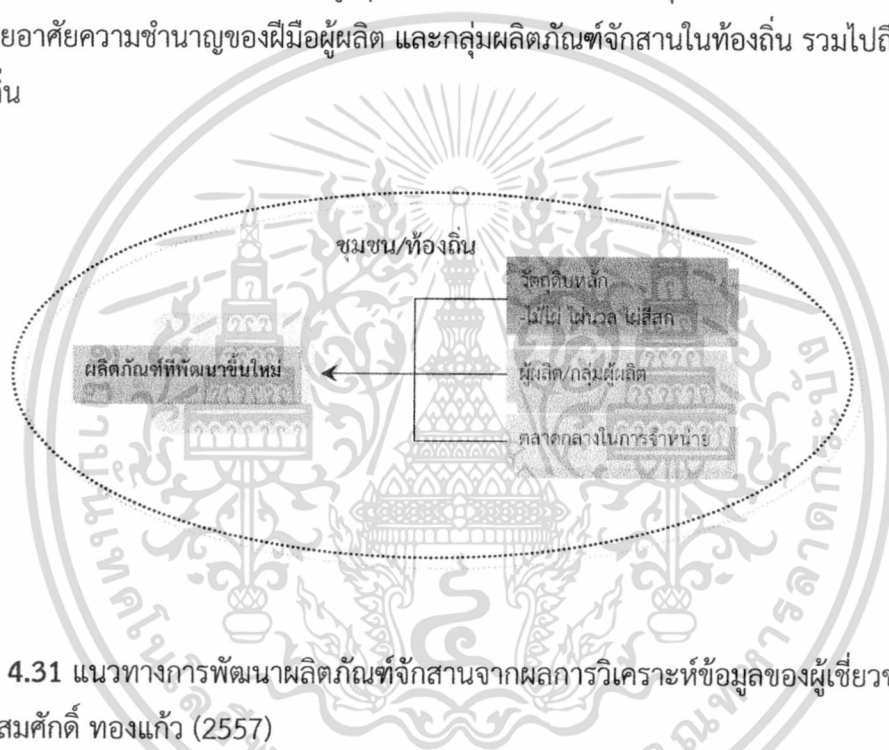 ยอาศัยความชำนาญของฝีมือผู้ผลิต และกลุ่มผลิตภัณฑ์จักสานในท้องถิ่น รวมไปถึ
ชุมชน/ท้องถิ่น
วัตถุดิบหลัก
-ไม้ไผ่ ไผ่นวล ไผ่สีสุก
ผลิตภัณฑ์ที่พัฒนาขึ้นใหม่
ผู้ผลิต/กลุ่มผู้ผลิต
ตลาดกลางในการจำหน่าย
4.31 แนวทางการพัฒนาผลิตภัณฑ์จักสานจากผลการวิเคราะห์ข้อมูลของผู้เชี่ยวช
สมศักดิ์ ทองแก้ว (2557)